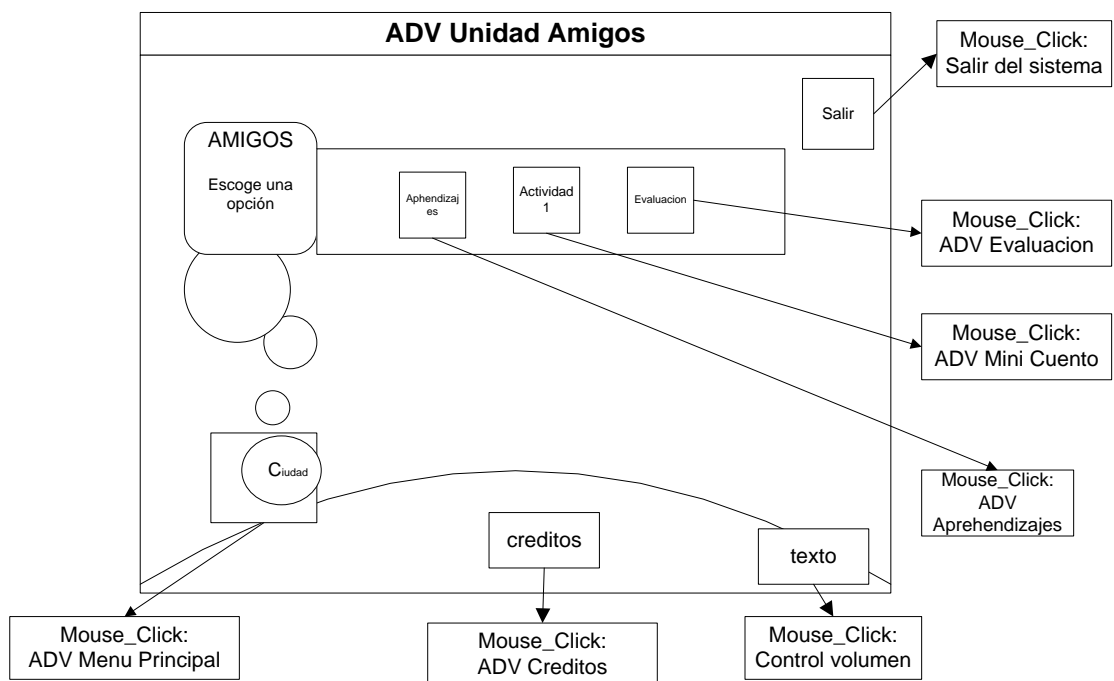 ADV Unidad Amigos
Mouse_Click:
Salir del sistema
Salir
AMIGOS
Escoge una
opción
Aphendizaj
es
Actividad
1
Evaluacion
Mouse_Click:
ADV Evaluacion
Mouse_Click:
ADV Mini Cuento
Ciudad
Mouse_Click:
ADV
Aprehendizajes
creditos
texto
Mouse_Click:
ADV Menu Principal
Mouse_Click:
ADV Creditos
Mouse_Click:
Control volumen